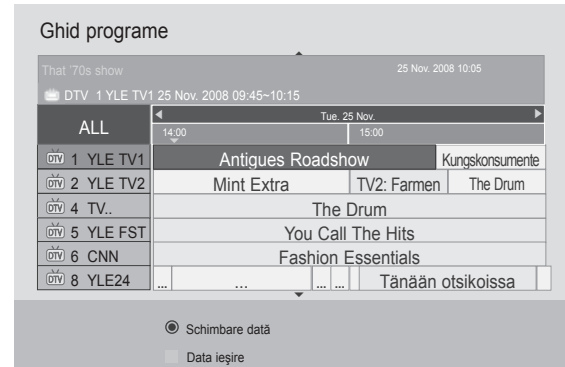 Ghid programe
That '70s show 25 Nov. 2008 10:05
DTV 1 YLE TV1 25 Nov. 2008 09:45~10:15
ALL
Tue. 25 Nov.
14:00 15:00
DTV 1 YLE TV1 Antigues Roadshow Kungskonsumente
DTV 2 YLE TV2 Mint Extra TV2: Farmen The Drum
DTV 4 TV.. The Drum
DTV 5 YLE FST You Call The Hits
DTV 6 CNN Fashion Essentials
DTV 8 YLE24 ... ... ... ... Tänään otsikoissa
Schimbare dată
Data ieşire